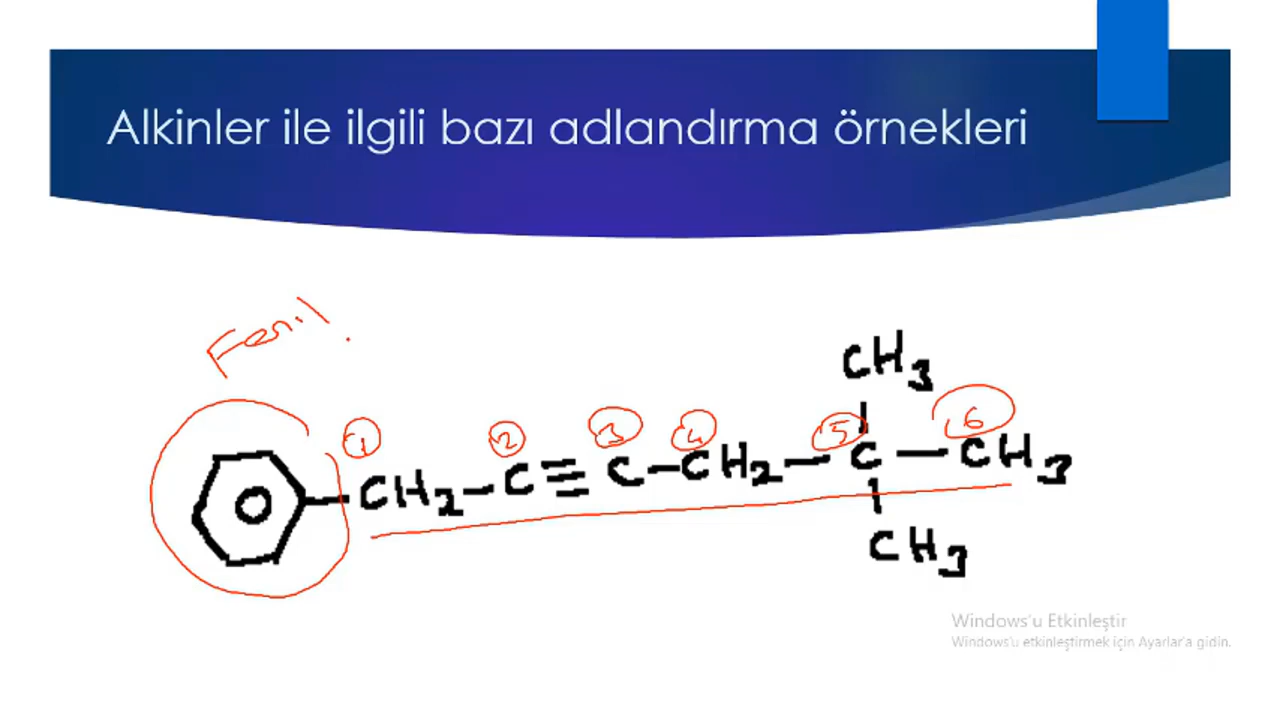 Alkinler ile ilgili bazı adlandırma örnekleri
Fenil
CH3
1 2 3 4 5 6
CH2-C≡C-CH2-C-CH3
CH3
Windows'u Etkinleştir
Windows'u etkinleştirmek için Ayarlar'a gidin.